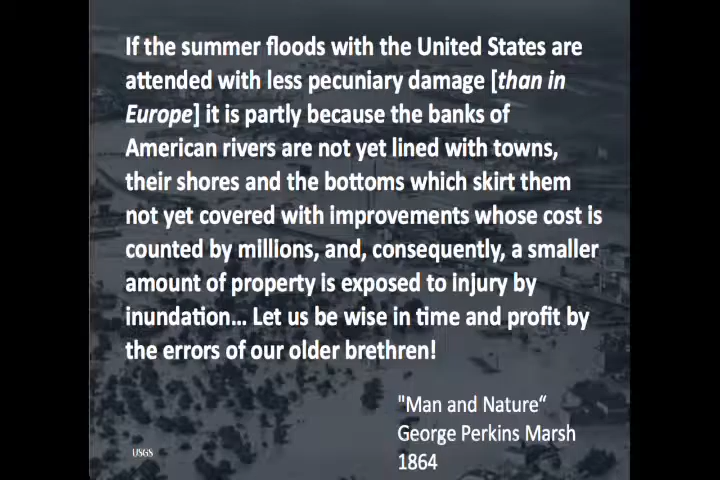 If the summer floods with the United States are
attended with less pecuniary damage [than in
Europe] it is partly because the banks of
American rivers are not yet lined with towns,
their shores and the bottoms which skirt them
not yet covered with improvements whose cost is
counted by millions, and, consequently, a smaller
amount of property is exposed to injury by
inundation... Let us be wise in time and profit by
the errors of our older brethren!
"Man and Nature“
George Perkins Marsh
1864
USGS